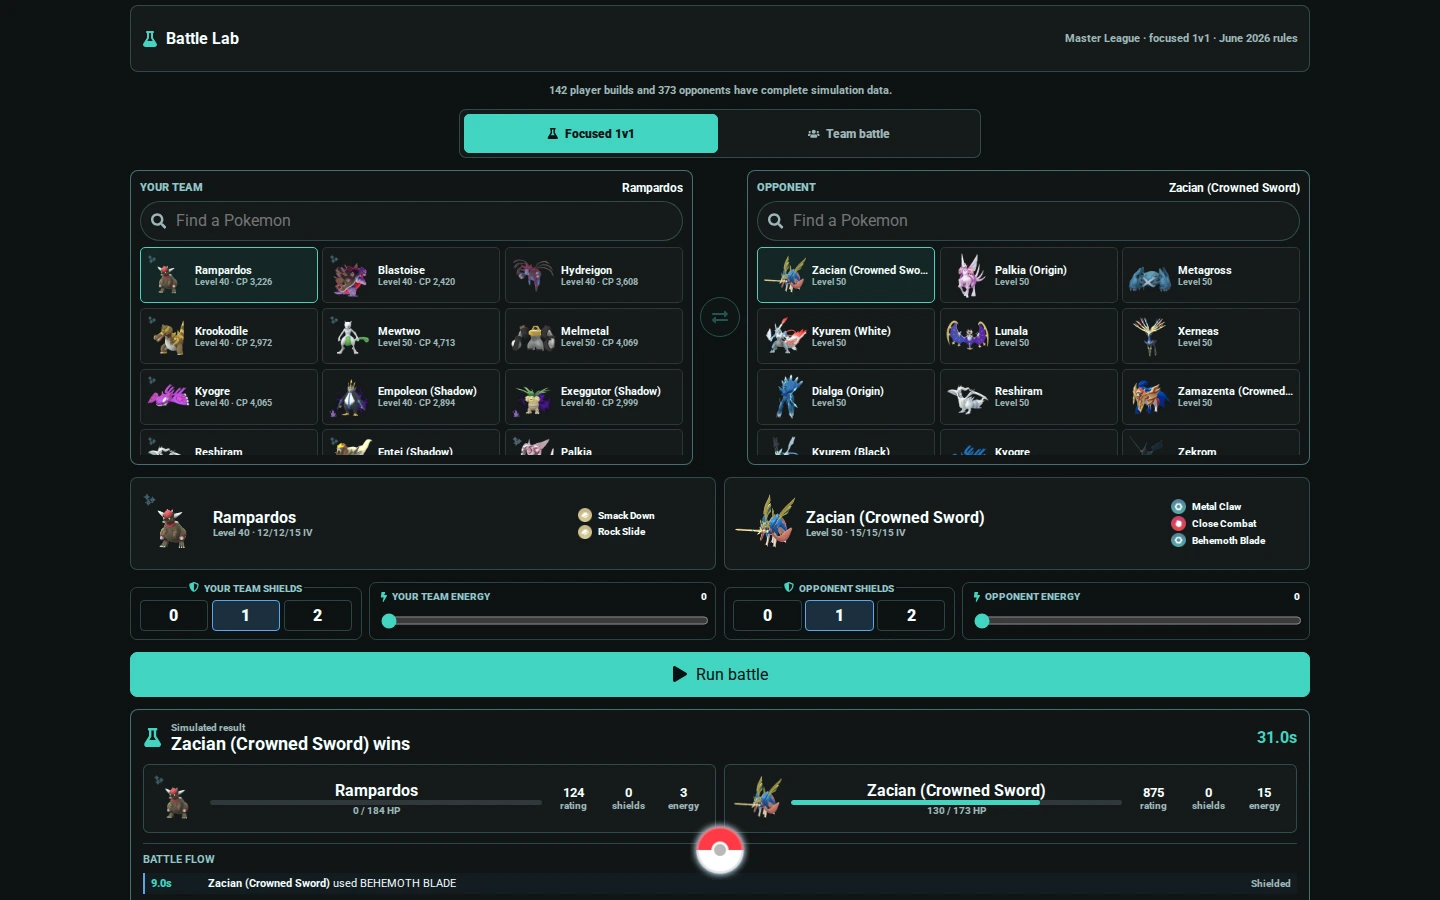 Battle Lab
Master League · focused 1v1 · June 2026 rules
142 player builds and 373 opponents have complete simulation data.
Focused 1v1
Team battle
YOUR TEAM
Rampardos
Find a Pokemon
Rampardos
Level 40 · CP 3,226
Blastoise
Level 40 · CP 2,420
Hydreigon
Level 40 · CP 3,608
Krookodile
Level 40 · CP 2,972
Mewtwo
Level 50 · CP 4,713
Melmetal
Level 50 · CP 4,069
Kyogre
Level 40 · CP 4,065
Empoleon (Shadow)
Level 40 · CP 2,894
Exeggutor (Shadow)
Level 40 · CP 2,999
Reshiram
Entei (Shadow)
Palkia
OPPONENT
Zacian (Crowned Sword)
Find a Pokemon
Zacian (Crowned Swo...
Level 50
Palkia (Origin)
Level 50
Metagross
Level 50
Kyurem (White)
Level 50
Lunala
Level 50
Xerneas
Level 50
Dialga (Origin)
Level 50
Reshiram
Level 50
Zamazenta (Crowned...
Level 50
Kyurem (Black)
Kyogre
Zekrom
Rampardos
Level 40 · 12/12/15 IV
Smack Down
Rock Slide
Zacian (Crowned Sword)
Level 50 · 15/15/15 IV
Metal Claw
Close Combat
Behemoth Blade
YOUR TEAM SHIELDS
0
1
2
YOUR TEAM ENERGY
0
OPPONENT SHIELDS
0
1
2
OPPONENT ENERGY
0
Run battle
Simulated result
Zacian (Crowned Sword) wins
31.0s
Rampardos
0 / 184 HP
124
rating
0
shields
3
energy
Zacian (Crowned Sword)
130 / 173 HP
875
rating
0
shields
15
energy
BATTLE FLOW
9.0s
Zacian (Crowned Sword) used BEHEMOTH BLADE
Shielded